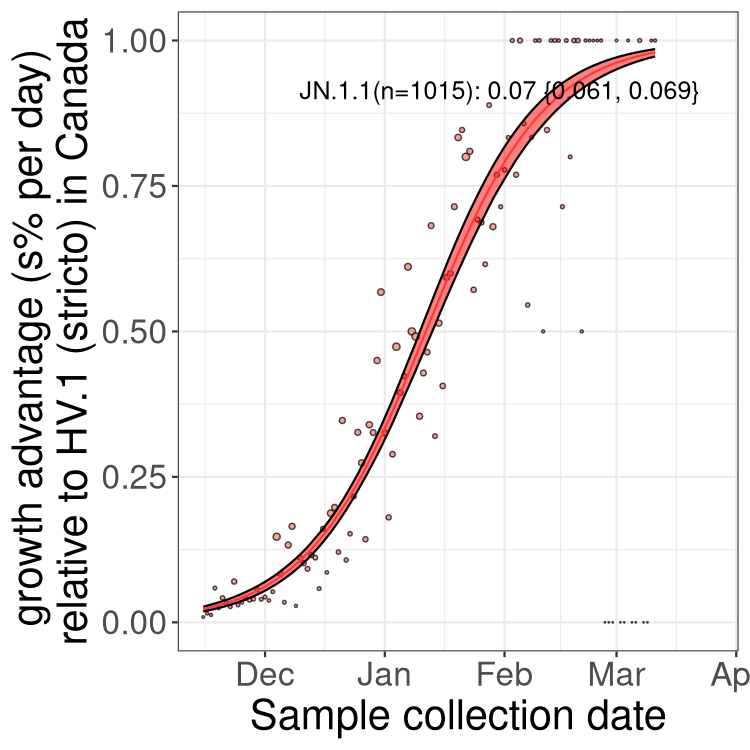 growth advantage (s% per day)
relative to HV.1 (stricto) in Canada
1.00
0.75
0.50
0.25
0.00
JN.1.1(n=1015): 0.07 {0.061, 0.069}
Dec Jan Feb Mar Ap
Sample collection date